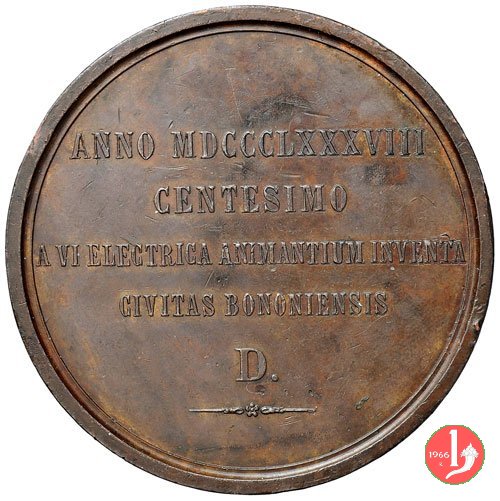 ANNO MDCCCLXXXVIII
CENTESIMO
A VI ELECTRICA ANIMANTIUM INVENTA
CIVITAS BONONIENSIS
D.
1966